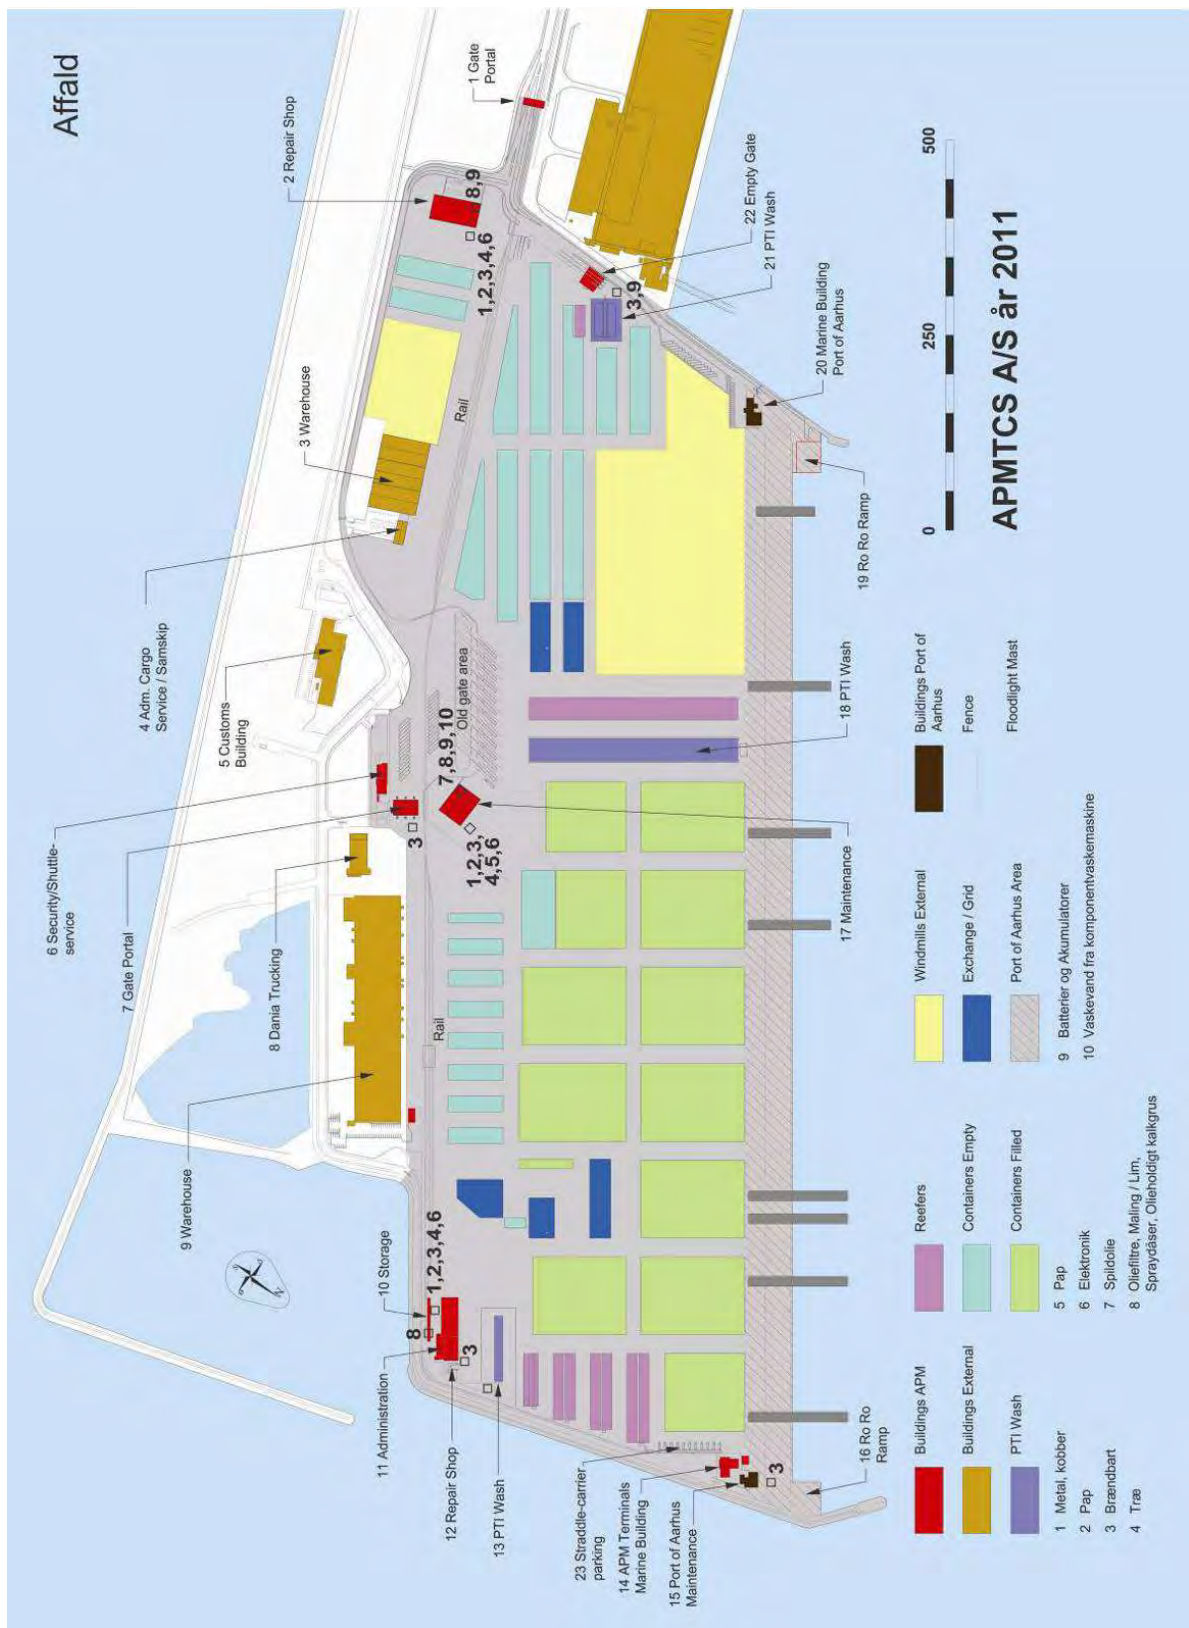 Affald
1 Gate
Portal
2 Repair Shop
8,9
1,2,3,4,6
3 Warehouse
4 Adm. Cargo
Service / Samskip
5 Customs
Building
6 Security/Shuttle-
service
7 Gate Portal
8 Dania Trucking
9 Warehouse
Rail
Rail
Old gate area
7,8,9,10
3
1,2,3,
4,5,6
22 Empty Gate
21 PTI Wash
3,9
20 Marine Building
Port of Aarhus
19 Ro Ro Ramp
18 PTI Wash
17 Maintenance
10 Storage
1,2,3,4,6
8
3
11 Administration
12 Repair Shop
13 PTI Wash
23 Straddle-carrier
parking
14 APM Terminals
Marine Building
15 Port of Aarhus
Maintenance
3
16 Ro Ro
Ramp
0
250
500
APMTCS A/S år 2011
Buildings APM
Buildings External
PTI Wash
Reefers
Containers Empty
Containers Filled
Windmills External
Exchange / Grid
Port of Aarhus Area
Buildings Port of
Aarhus
Fence
Floodlight Mast
1 Metal, kobber
2 Pap
3 Brændbart
4 Træ
5 Pap
6 Elektronik
7 Spildolie
8 Oliefiltre, Maling / Lim,
Spraydåser, Olieholdigt kalkgrus
9 Batterier og Akumulatorer
10 Vaskevand fra komponentvaskemaskine